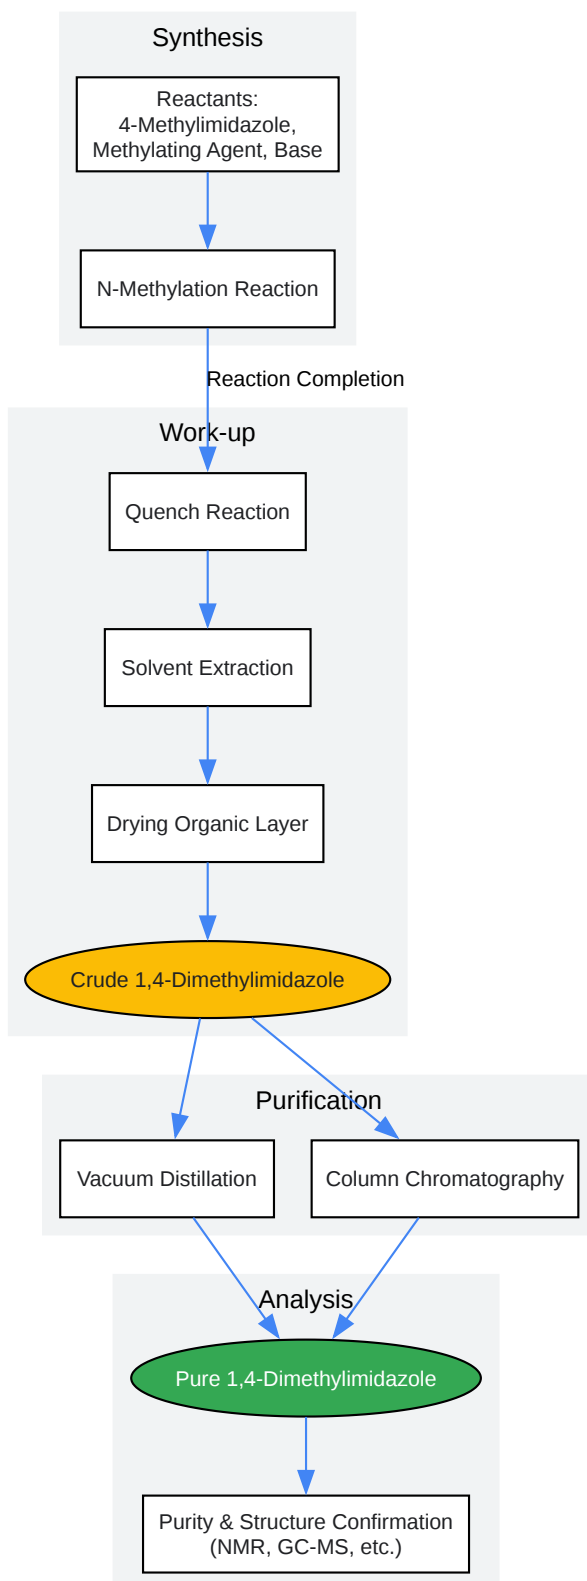 Synthesis
Reactants:
4-Methylimidazole,
Methylating Agent, Base
N-Methylation Reaction
Reaction Completion
Work-up
Quench Reaction
Solvent Extraction
Drying Organic Layer
Crude 1,4-Dimethylimidazole
Purification
Vacuum Distillation
Column Chromatography
Analysis
Pure 1,4-Dimethylimidazole
Purity & Structure Confirmation
(NMR, GC-MS, etc.)